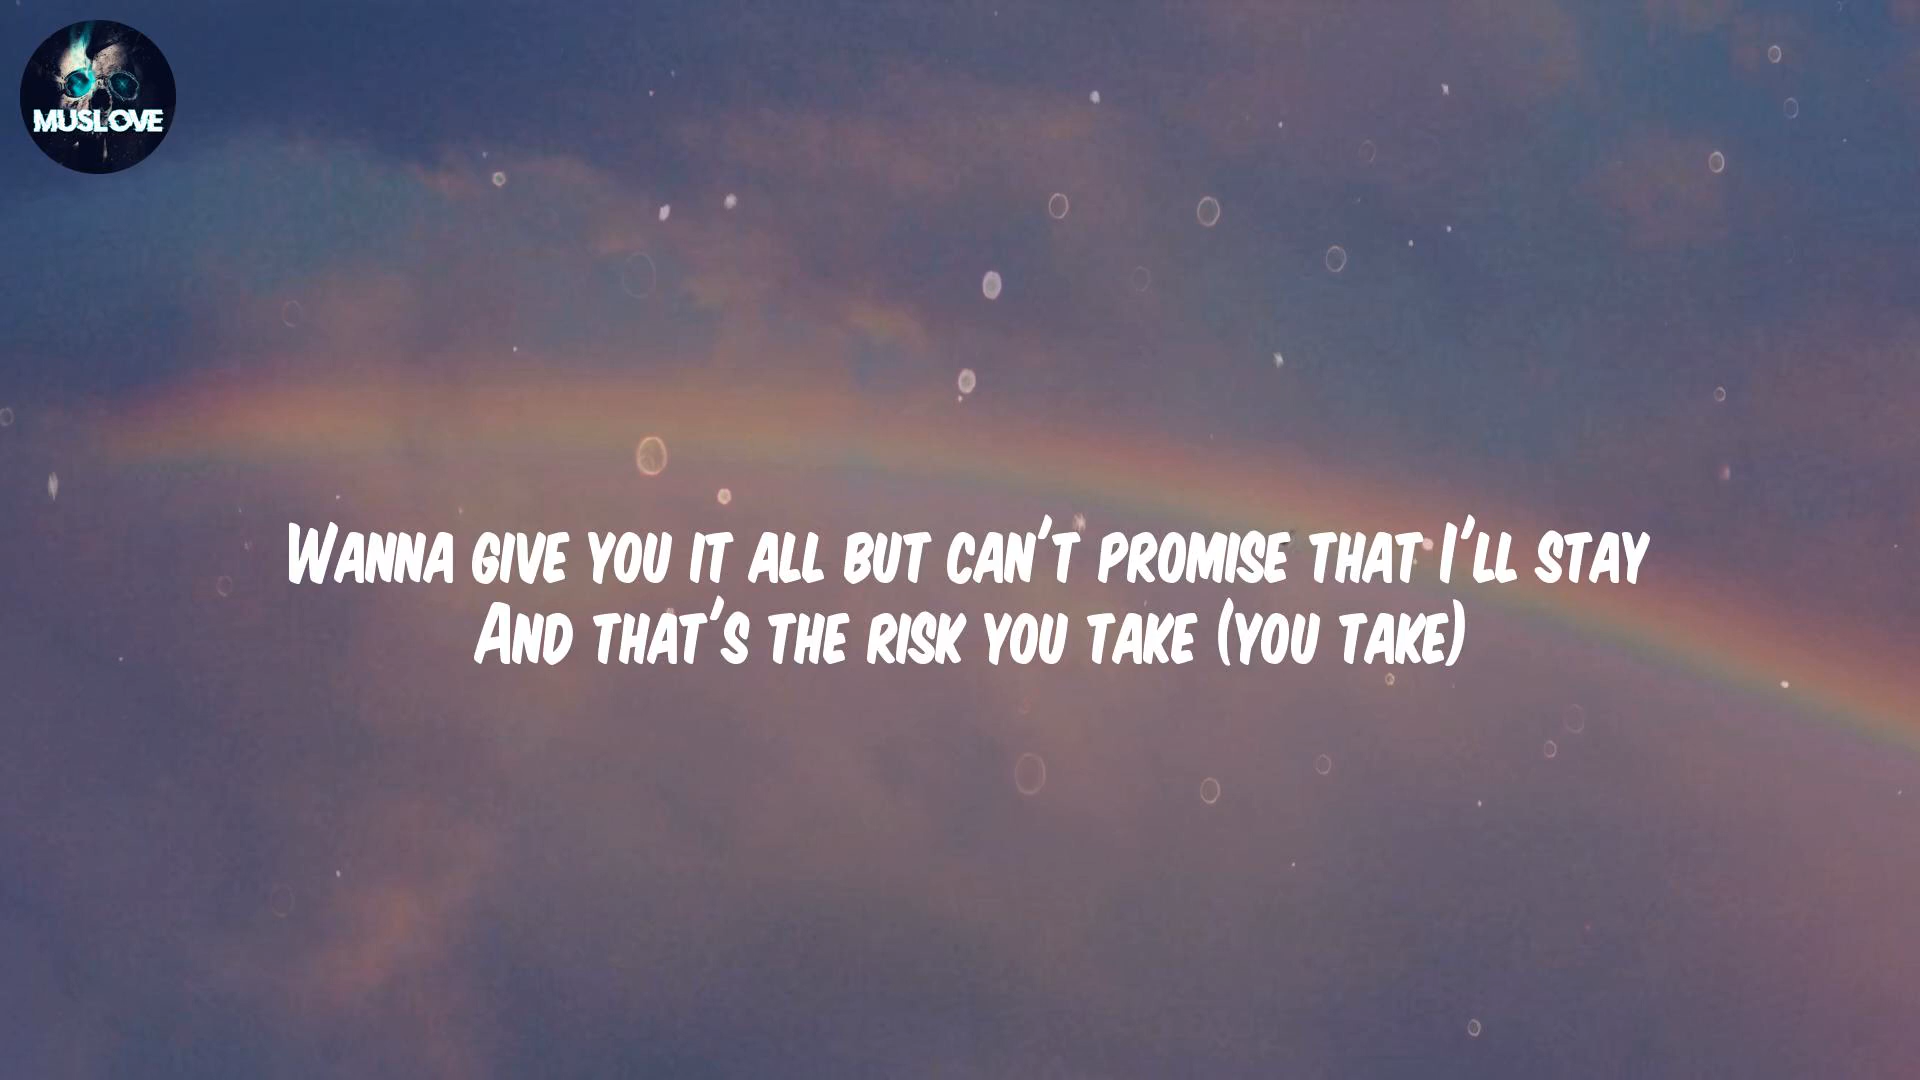 MUSLOVE
Wanna give you it all but can't promise that I'll stay
And that's the risk you take (you take)